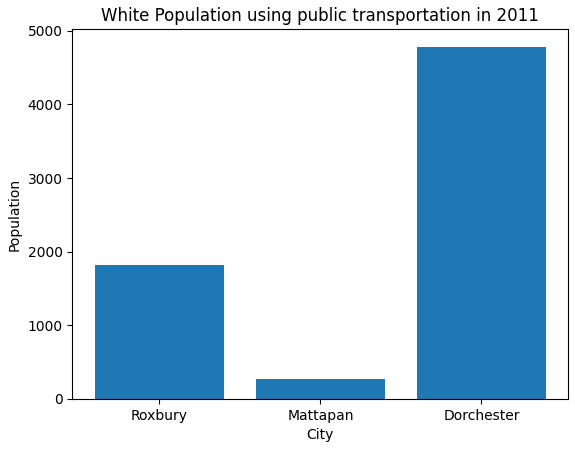 White Population using public transportation in 2011
Population
5000
4000
3000
2000
1000
0
Roxbury Mattapan Dorchester
City